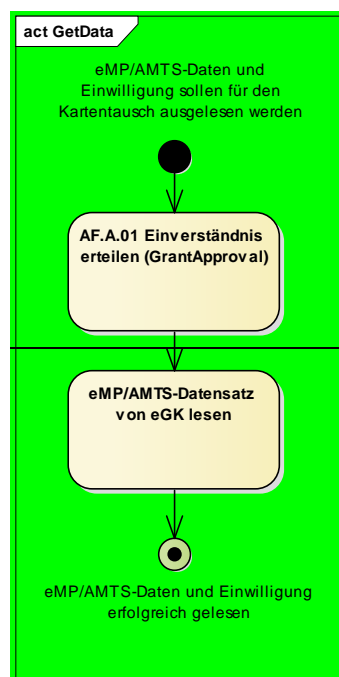 act GetData
eMP/AMTS-Daten und
Einwilligung sollen für den
Kartentausch ausgelesen werden
AF.A.01 Einverständnis
erteilen (GrantApproval)
eMP/AMTS-Datensatz
von eGK lesen
eMP/AMTS-Daten und Einwilligung
erfolgreich gelesen